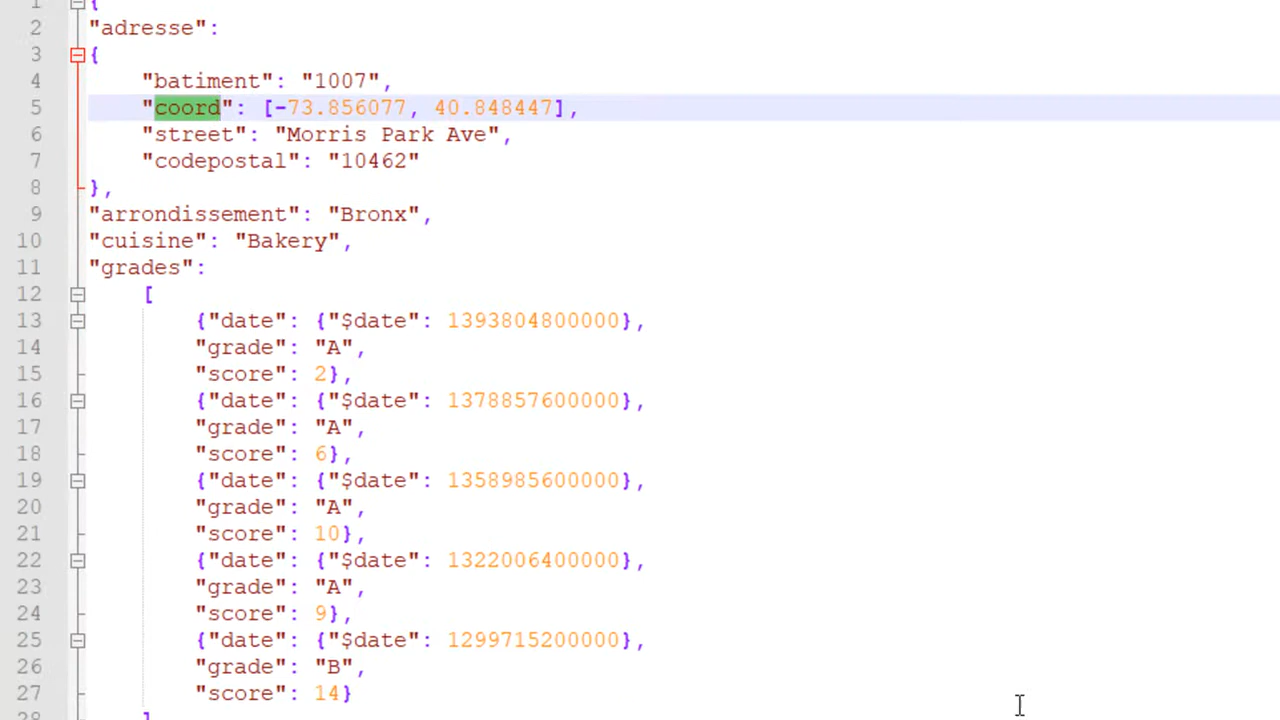 1 {
2 "adresse":
3 {
4 "batiment": "1007",
5 "coord": [-73.856077, 40.848447],
6 "street": "Morris Park Ave",
7 "codepostal": "10462"
8 },
9 "arrondissement": "Bronx",
10 "cuisine": "Bakery",
11 "grades":
12 [
13 {"date": {"$date": 1393804800000},
14 "grade": "A",
15 "score": 2},
16 {"date": {"$date": 1378857600000},
17 "grade": "A",
18 "score": 6},
19 {"date": {"$date": 1358985600000},
20 "grade": "A",
21 "score": 10},
22 {"date": {"$date": 1322006400000},
23 "grade": "A",
24 "score": 9},
25 {"date": {"$date": 1299715200000},
26 "grade": "B",
27 "score": 14}
28 ]